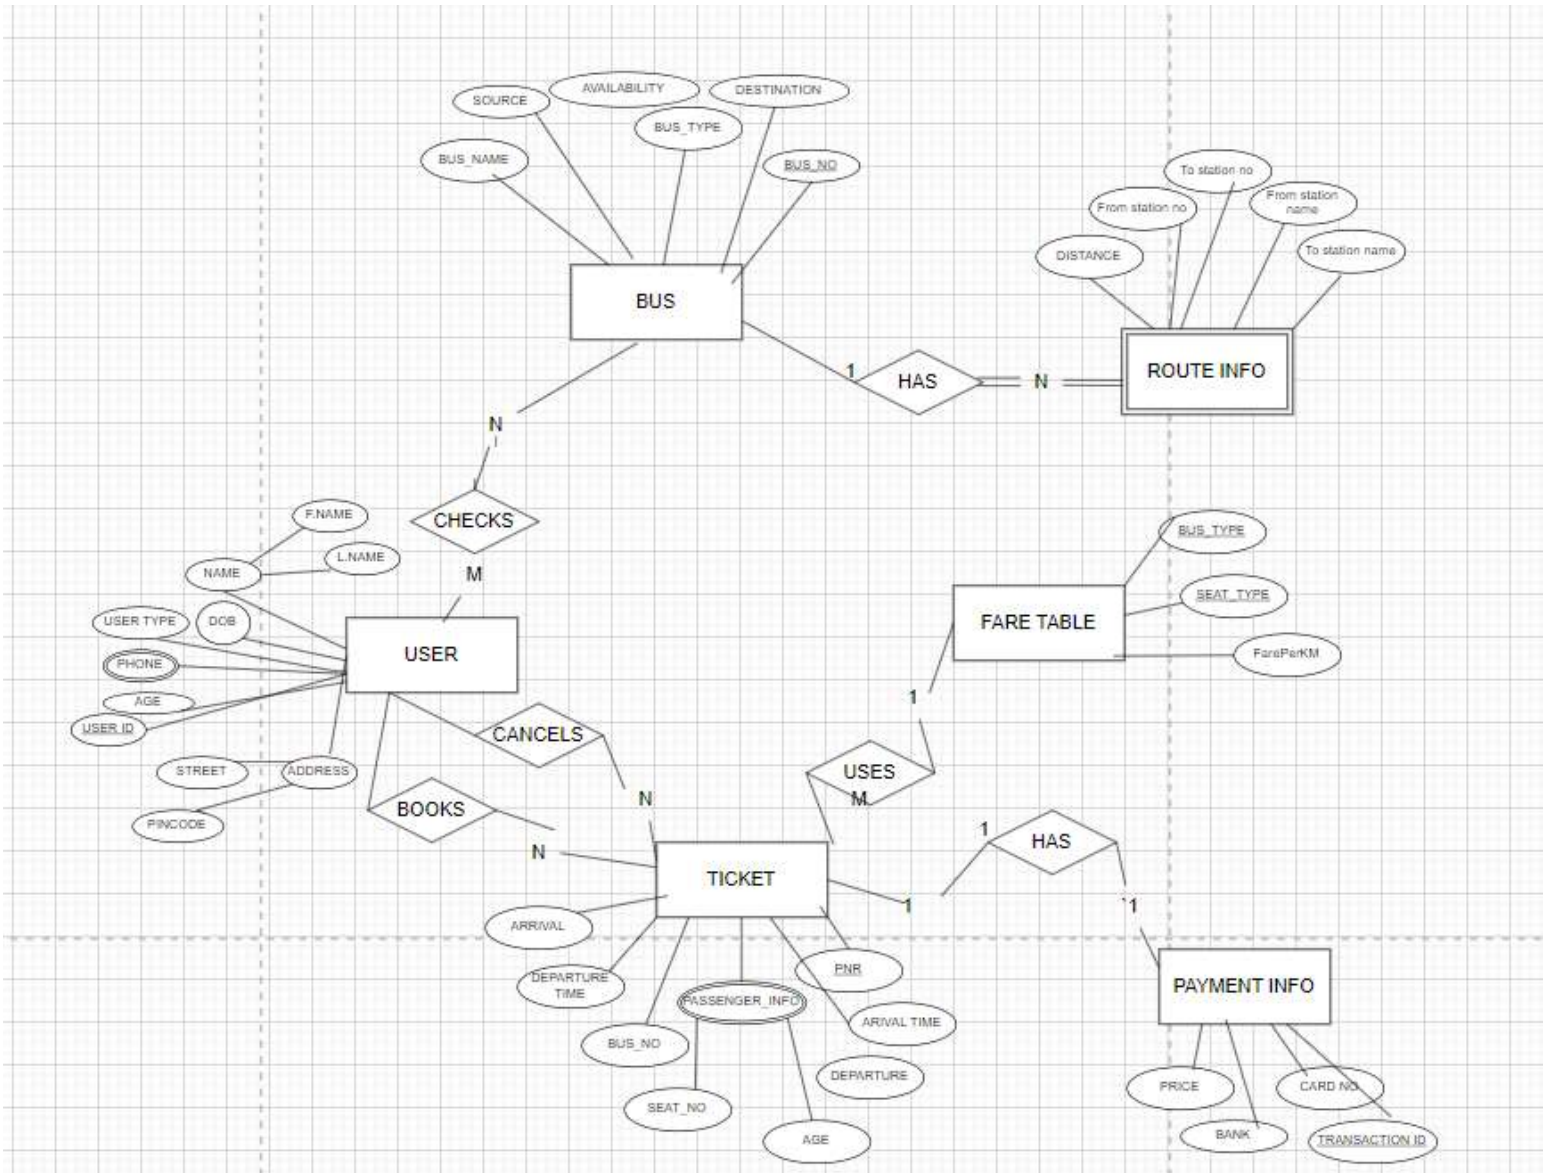 AVAILABILITY
DESTINATION
SOURCE
BUS_TYPE
BUS_NAME
BUS_NO
To station no
From station no
From station
name
DISTANCE
To station name
BUS
ROUTE INFO
1
HAS
N
N
CHECKS
F.NAME
L.NAME
NAME
M
BUS_TYPE
SEAT_TYPE
USER TYPE
DOB
FARE TABLE
USER
FarePerKM
PHONE
AGE
USER ID
1
CANCELS
STREET
ADDRESS
USES
M
N
PINCODE
BOOKS
1
HAS
N
TICKET
1
1
ARRIVAL
PNR
DEPARTURE
TIME
PASSENGER_INFO
PAYMENT INFO
ARIVAL TIME
BUS_NO
DEPARTURE
PRICE
CARD NO
SEAT_NO
BANK
TRANSACTION ID
AGE